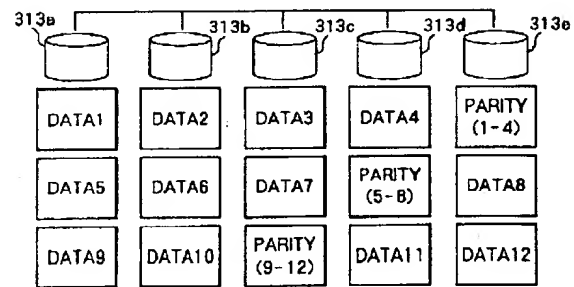 313a 313b 313c 313d 313e
DATA1 DATA2 DATA3 DATA4 PARITY (1-4)
DATA5 DATA6 DATA7 PARITY (5-8) DATA8
DATA9 DATA10 PARITY (9-12) DATA11 DATA12